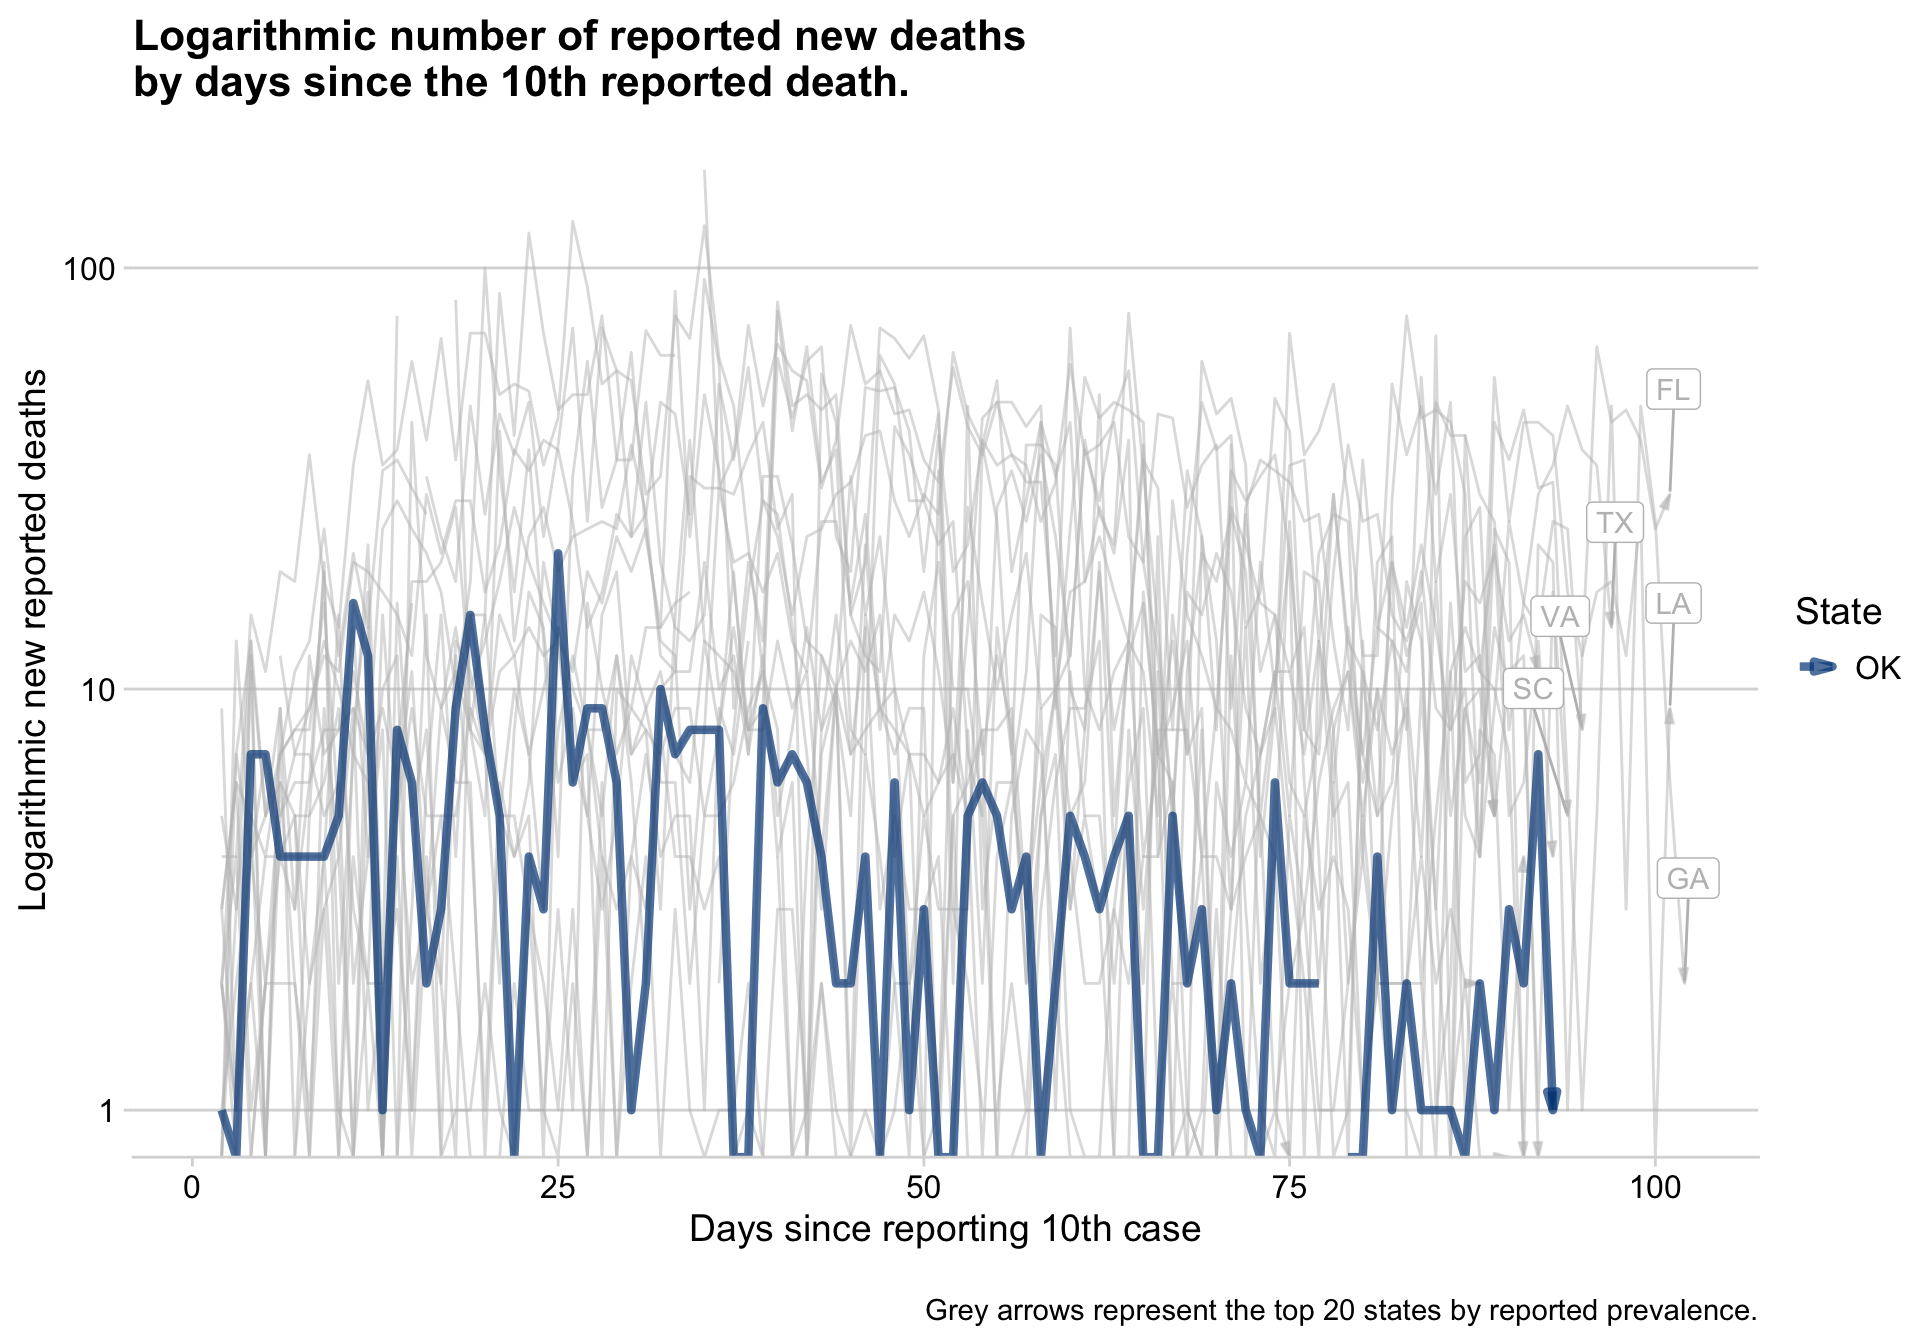 Logarithmic number of reported new deaths
by days since the 10th reported death.
Logarithmic new reported deaths
100
10
1
FL
TX
LA
VA
SC
GA
State
OK
0 25 50 75 100
Days since reporting 10th case
Grey arrows represent the top 20 states by reported prevalence.